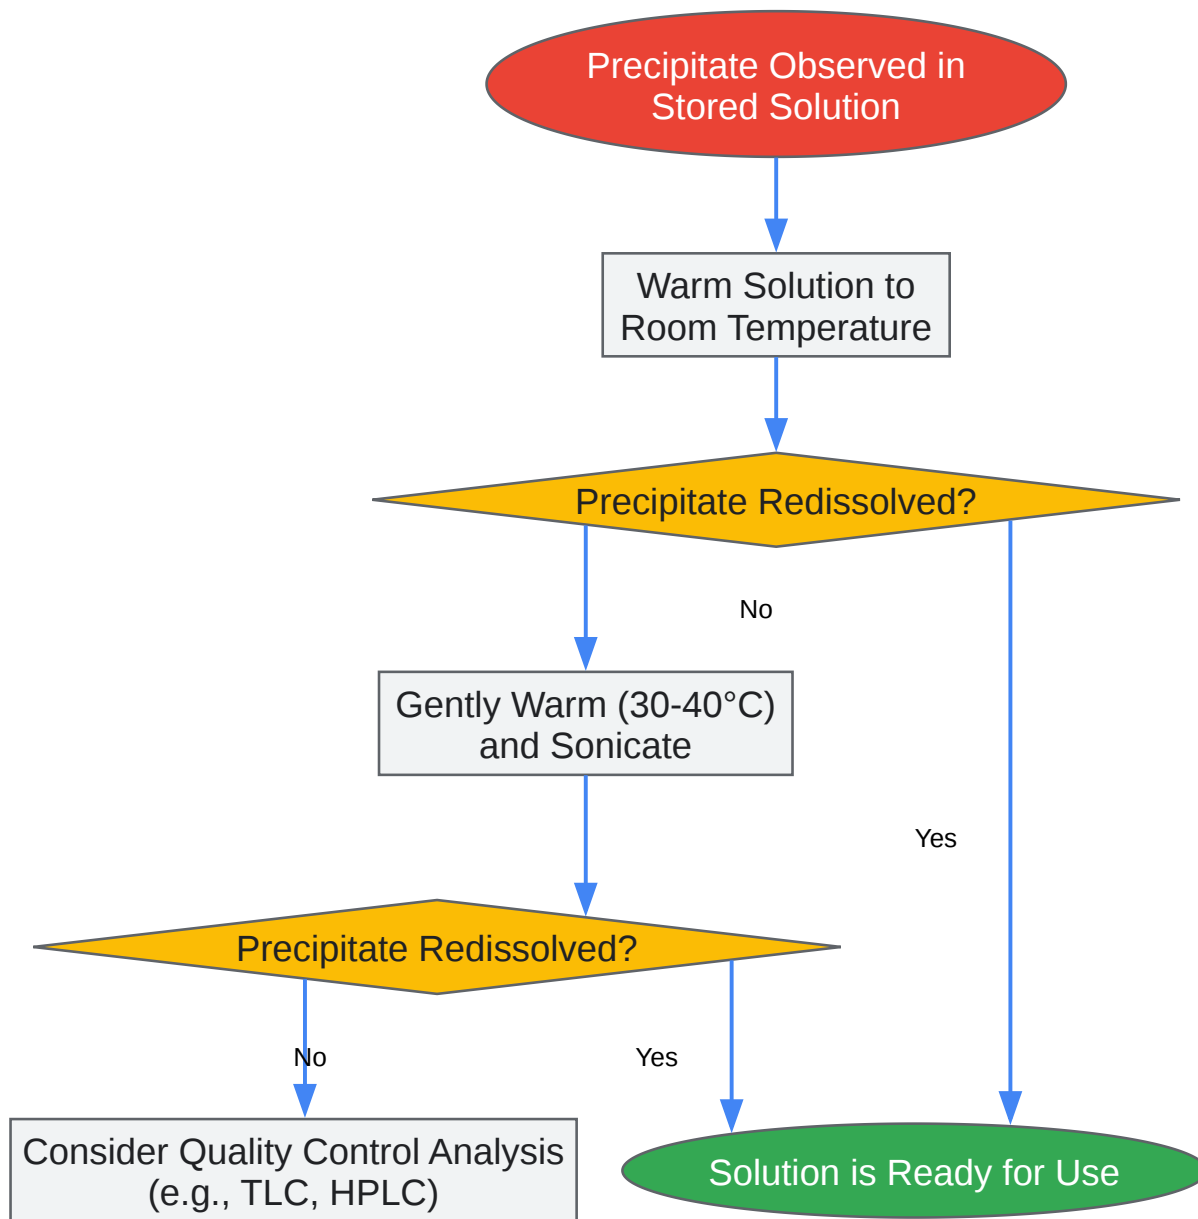 Precipitate Observed in
Stored Solution
Warm Solution to
Room Temperature
Precipitate Redissolved?
No
Gently Warm (30-40°C)
and Sonicate
Yes
Precipitate Redissolved?
No
Yes
Consider Quality Control Analysis
(e.g., TLC, HPLC)
Solution is Ready for Use